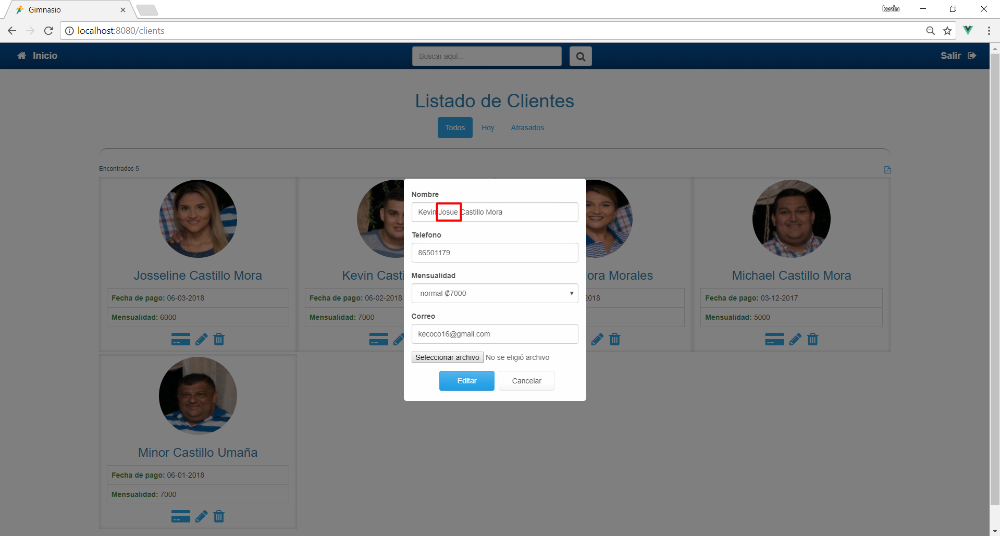 Gimnasio
kevin
localhost:8080/clients
Inicio
Buscar aquí...
Salir
Listado de Clientes
Todos Hoy Atrasados
Encontrados 5
Nombre
Kevin Josue Castillo Mora
Telefono
86501179
Mensualidad
normal ₡7000
Correo
kecoco16@gmail.com
Seleccionar archivo No se eligió archivo
Editar Cancelar
Josseline Castillo Mora
Fecha de pago: 06-03-2018
Mensualidad: 6000
Kevin Casti
Fecha de pago: 06-02-2018
Mensualidad: 7000
ora Morales
2018
Michael Castillo Mora
Fecha de pago: 03-12-2017
Mensualidad: 5000
Minor Castillo Umaña
Fecha de pago: 06-01-2018
Mensualidad: 7000